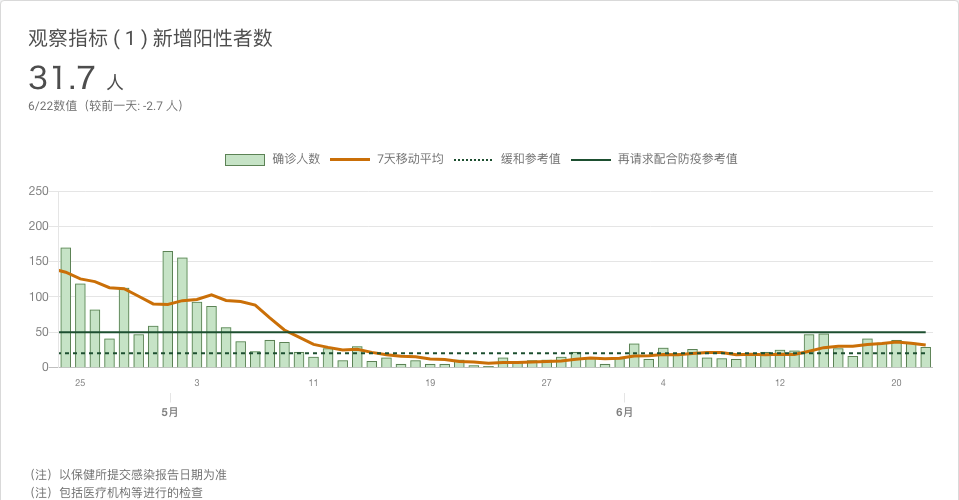 观察指标 ( 1 ) 新增阳性者数
31.7 人
6/22数值（较前一天: -2.7 人）
确诊人数 7天移动平均 缓和参考值 再请求配合防疫参考值
250
200
150
100
50
0
25 3 11 19 27 4 12 20
5月 6月
（注）以保健所提交感染报告日期为准
（注）包括医疗机构等进行的检查